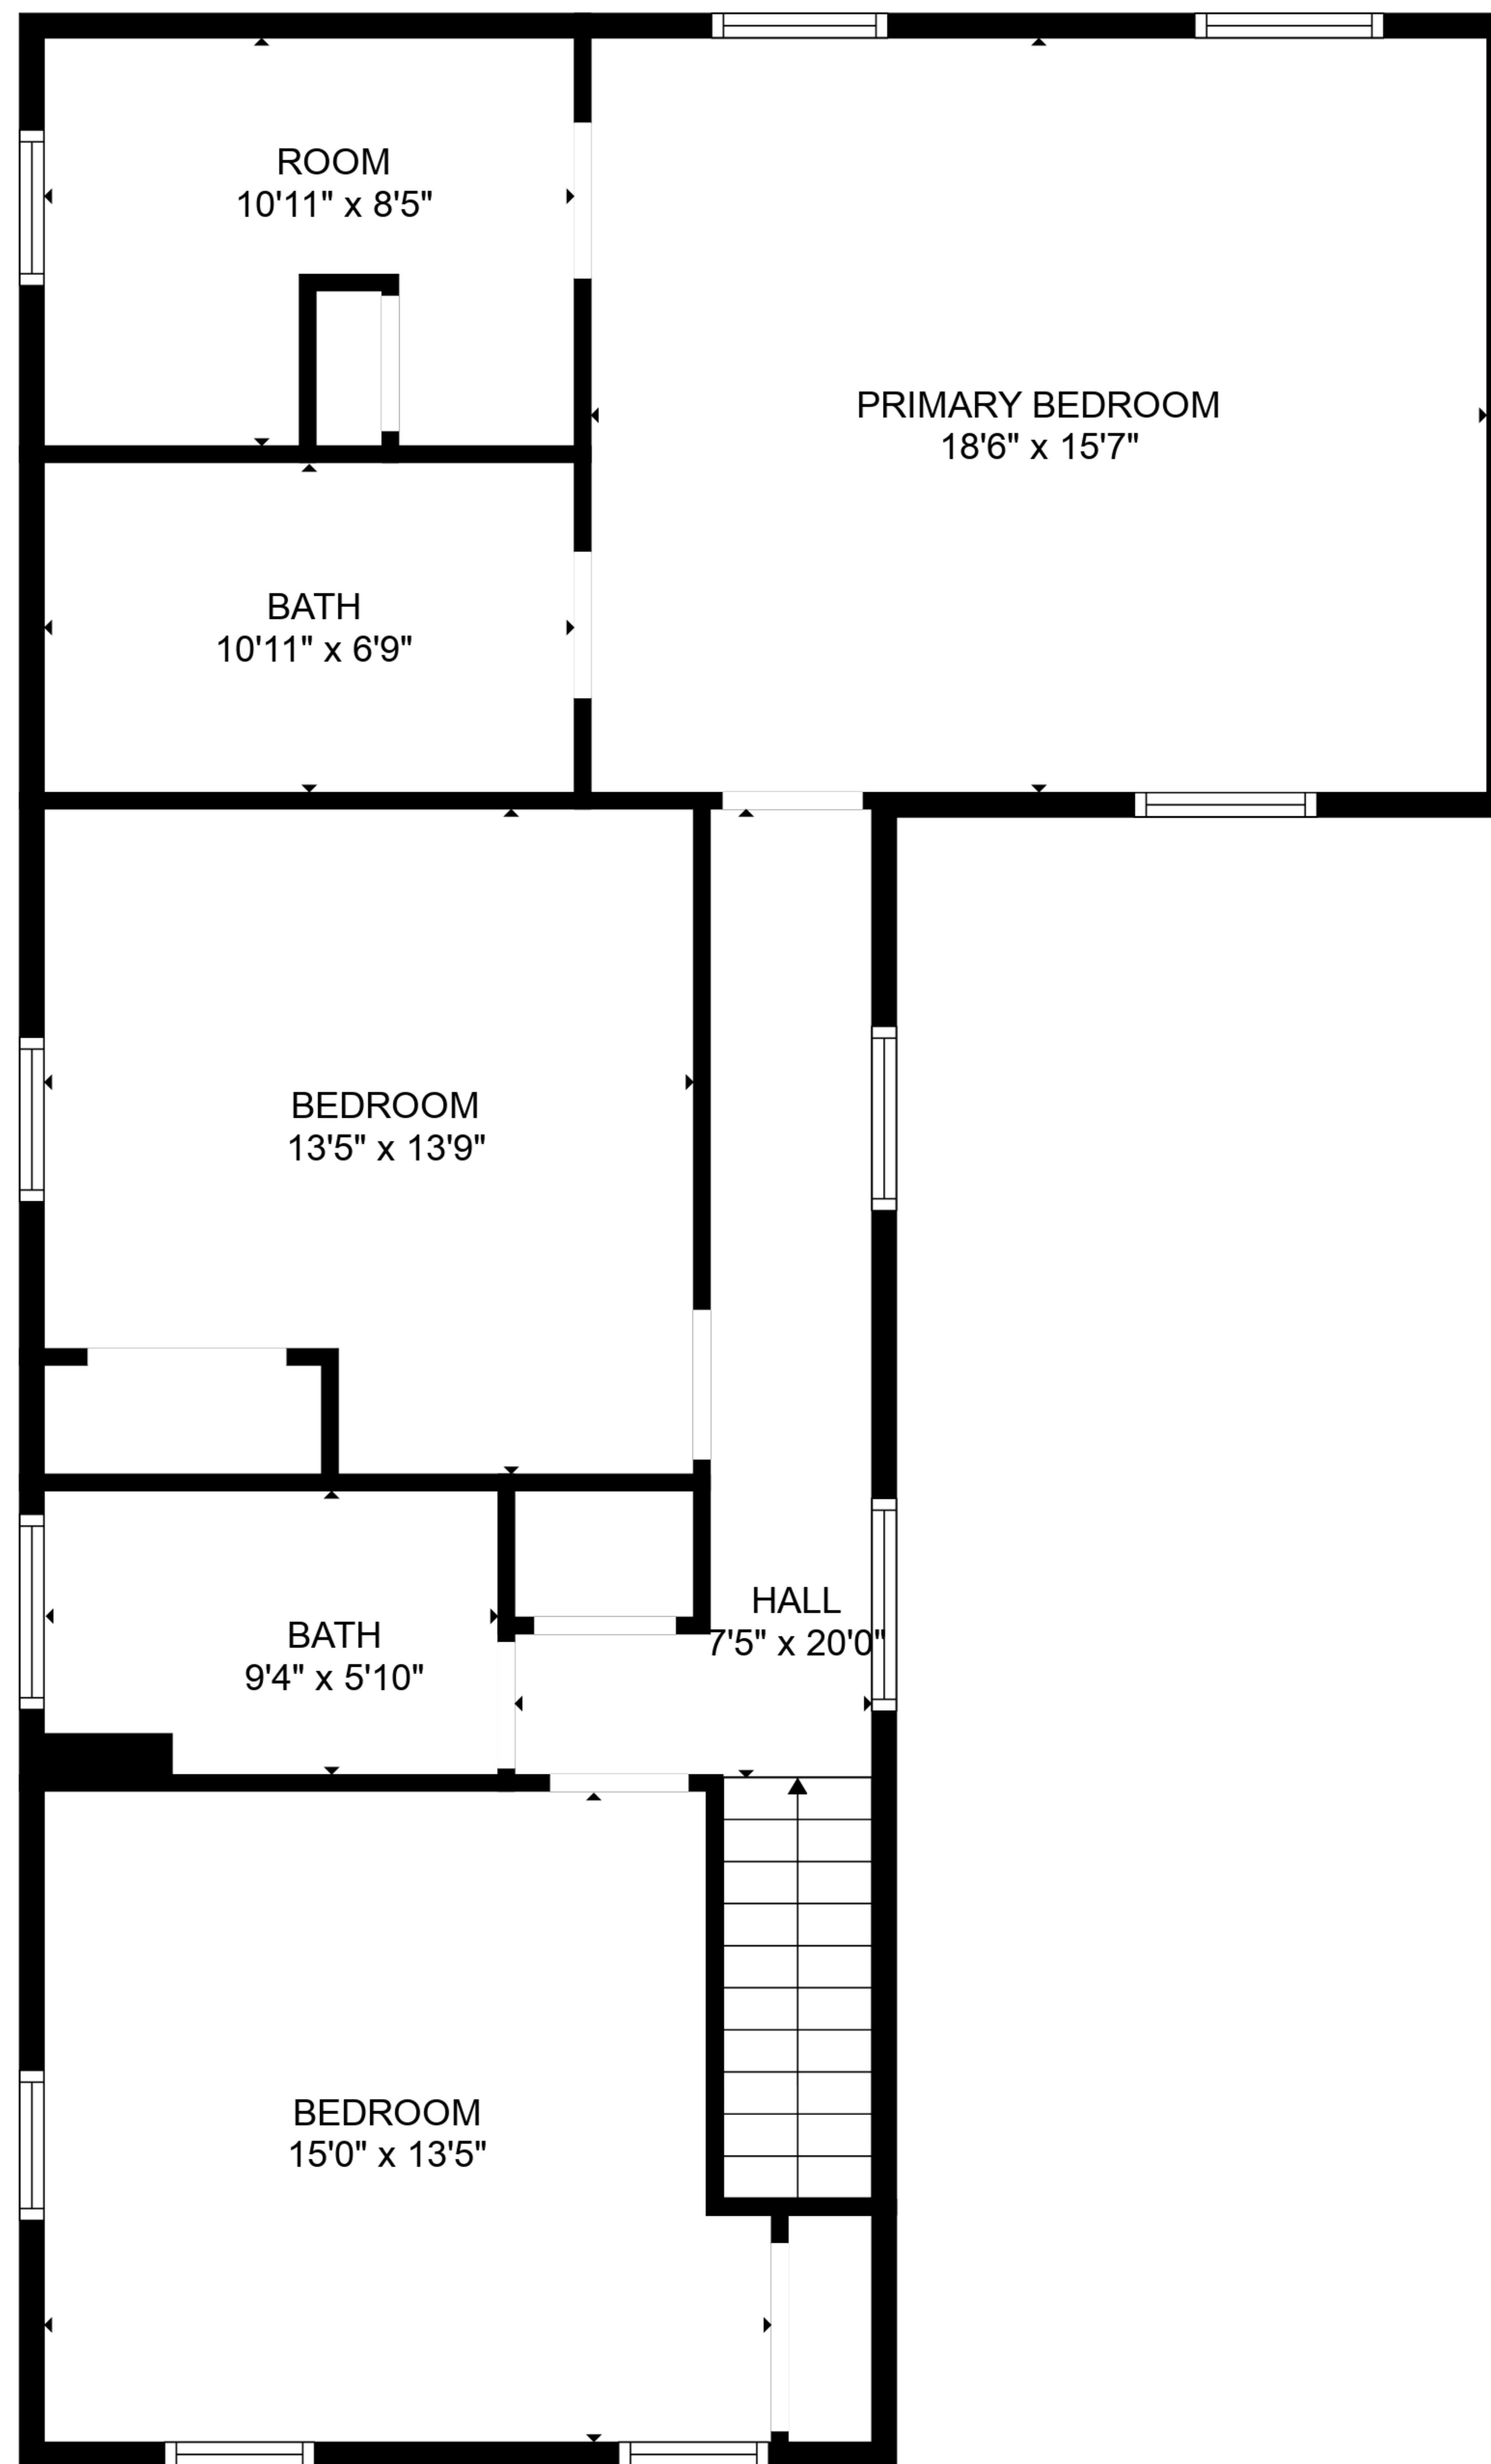 ROOM
10'11" x 8'5"
PRIMARY BEDROOM
18'6" x 15'7"
BATH
10'11" x 6'9"
BEDROOM
13'5" x 13'9"
HALL
7'5" x 20'0"
BATH
9'4" x 5'10"
BEDROOM
15'0" x 13'5"